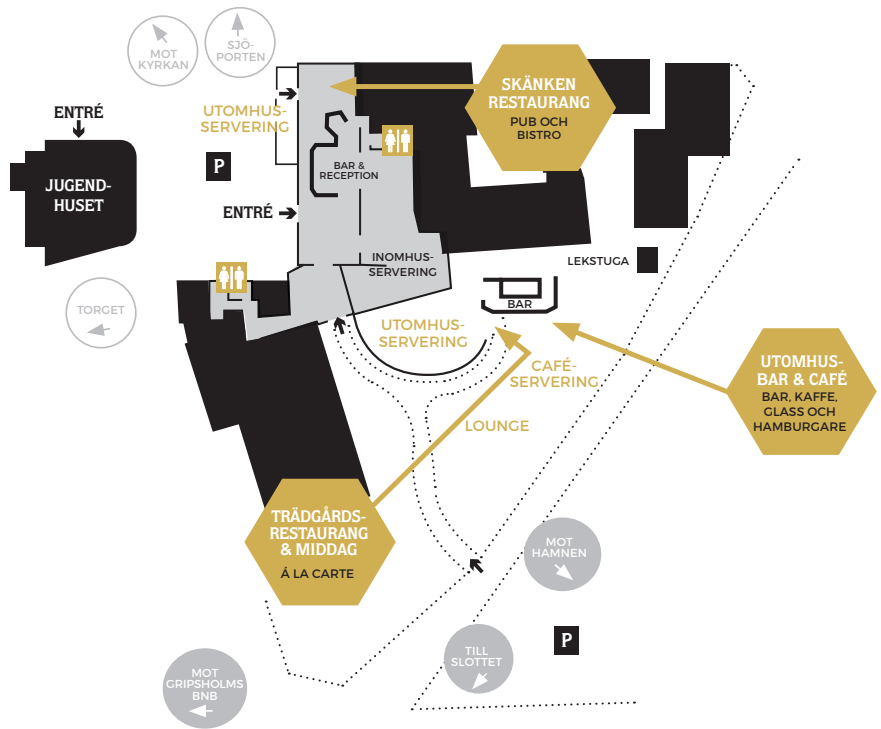 MOT
KYRKAN
SJÖ-
PORTEN
SKÄNKEN
RESTAURANG
PUB OCH
BISTRO
UTOMHUS-
SERVERING
ENTRÉ
P
BAR &
RECEPTION
JUGEND-
HUSET
ENTRÉ
INOMHUS-
SERVERING
LEKSTUGA
BAR
TORGET
UTOMHUS-
SERVERING
CAFÉ-
SERVERING
UTOMHUS-
BAR & CAFÉ
BAR, KAFFE,
GLASS OCH
HAMBURGARE
LOUNGE
TRÄDGÅRDS-
RESTAURANG
& MIDDAG
Á LA CARTE
MOT
HAMNEN
P
TILL
SLOTTET
MOT
GRIPSHOLMS
BNB